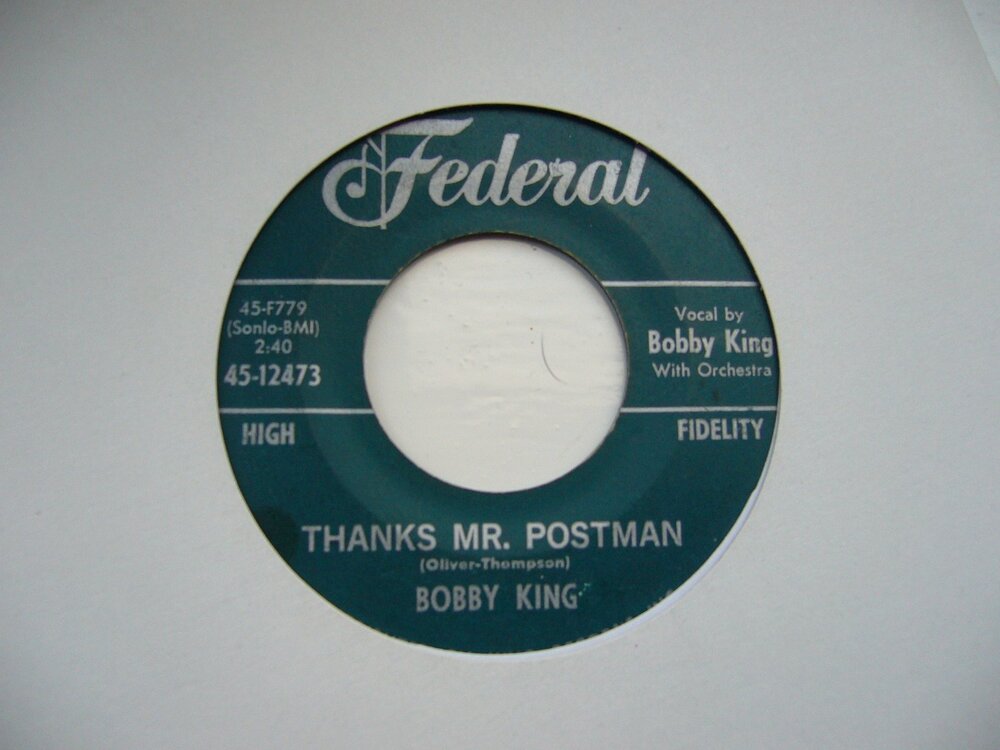 Federal
45-F779
(Sonlo-BMI)
2:40
45-12473
Vocal by
Bobby King
With Orchestra
HIGH FIDELITY
THANKS MR. POSTMAN
(Oliver-Thompson)
BOBBY KING